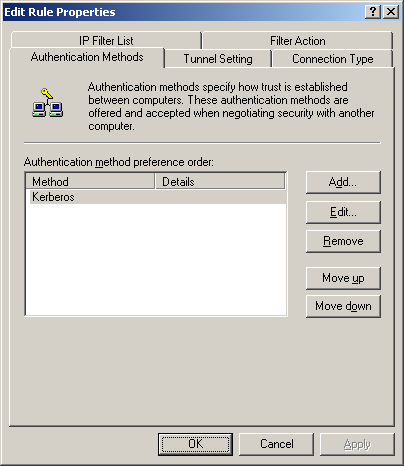 Edit Rule Properties
IP Filter List
Filter Action
Authentication Methods
Tunnel Setting
Connection Type
Authentication methods specify how trust is established
between computers. These authentication methods are
offered and accepted when negotiating security with another
computer.
Authentication method preference order:
Method
Details
Kerberos
Add...
Edit...
Remove
Move up
Move down
OK
Cancel
Apply